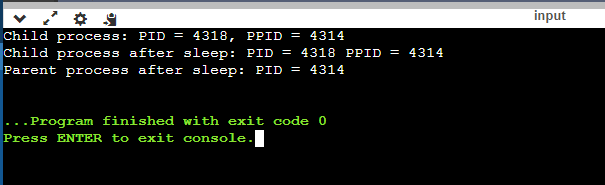 input
Child process: PID = 4318, PPID = 4314
Child process after sleep: PID = 4318 PPID = 4314
Parent process after sleep: PID = 4314
...Program finished with exit code 0
Press ENTER to exit console.